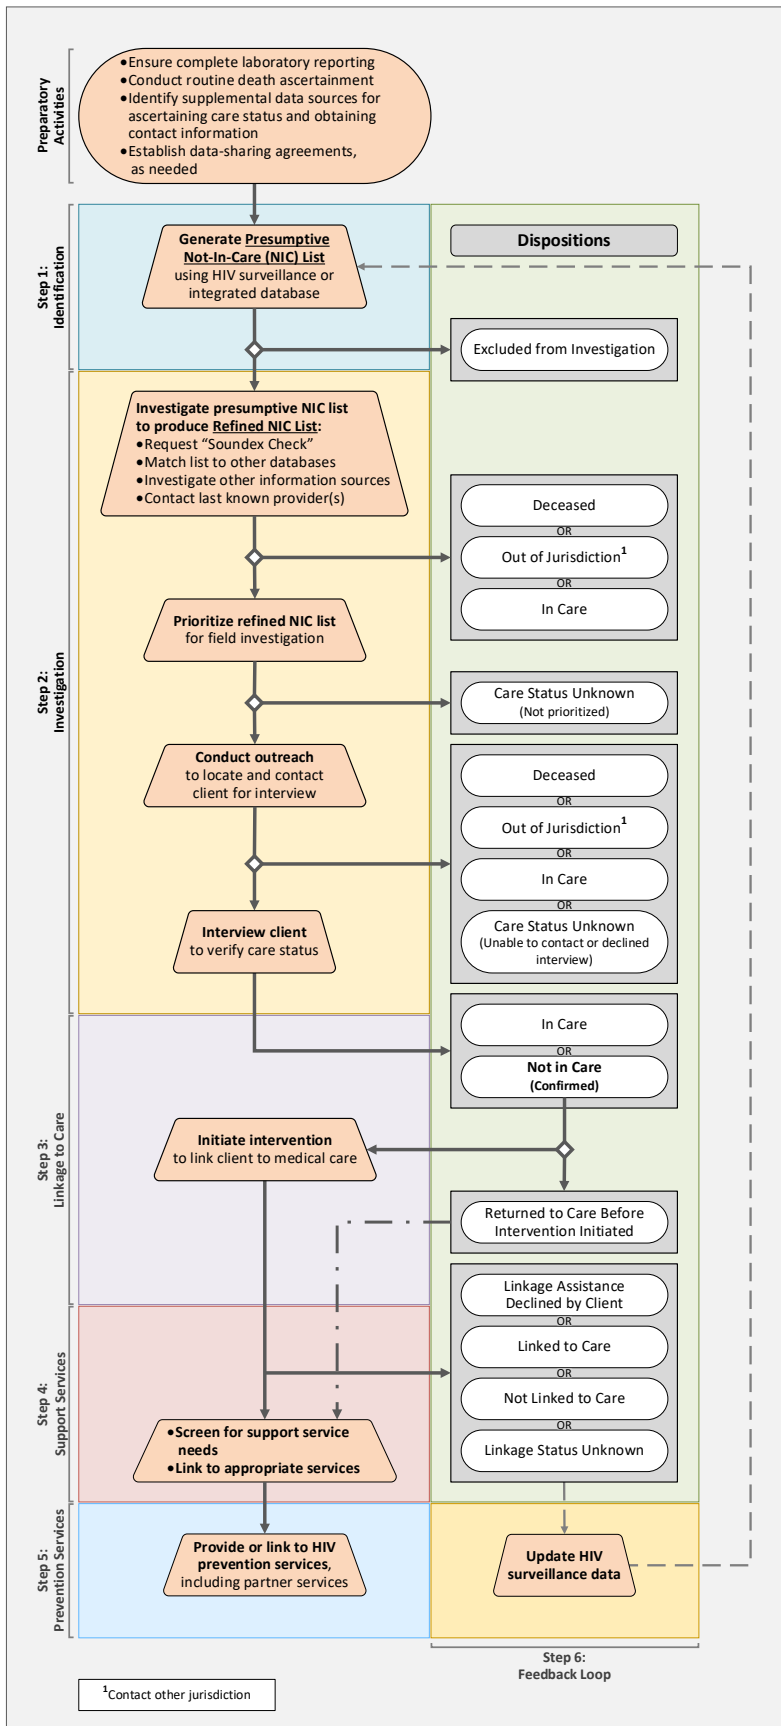 Preparatory
Activities
●Ensure complete laboratory reporting
●Conduct routine death ascertainment
●Identify supplemental data sources for
ascertaining care status and obtaining
contact information
●Establish data-sharing agreements,
as needed
Step 1:
Identification
Generate Presumptive
Not-In-Care (NIC) List
using HIV surveillance or
integrated database
Dispositions
Excluded from Investigation
Step 2:
Investigation
Investigate presumptive NIC list
to produce Refined NIC List:
●Request “Soundex Check”
●Match list to other databases
●Investigate other information sources
●Contact last known provider(s)
Deceased
OR
Out of Jurisdiction1
OR
In Care
Prioritize refined NIC list
for field investigation
Care Status Unknown
(Not prioritized)
Conduct outreach
to locate and contact
client for interview
Deceased
OR
Out of Jurisdiction1
OR
In Care
OR
Care Status Unknown
(Unable to contact or declined
interview)
Interview client
to verify care status
In Care
OR
Not in Care
(Confirmed)
Step 3:
Linkage to Care
Initiate intervention
to link client to medical care
Returned to Care Before
Intervention Initiated
Linkage Assistance
Declined by Client
OR
Linked to Care
OR
Not Linked to Care
OR
Linkage Status Unknown
Step 4:
Support Services
●Screen for support service
needs
●Link to appropriate services
Step 5:
Prevention Services
Provide or link to HIV
prevention services,
including partner services
Update HIV
surveillance data
Step 6:
Feedback Loop
1Contact other jurisdiction